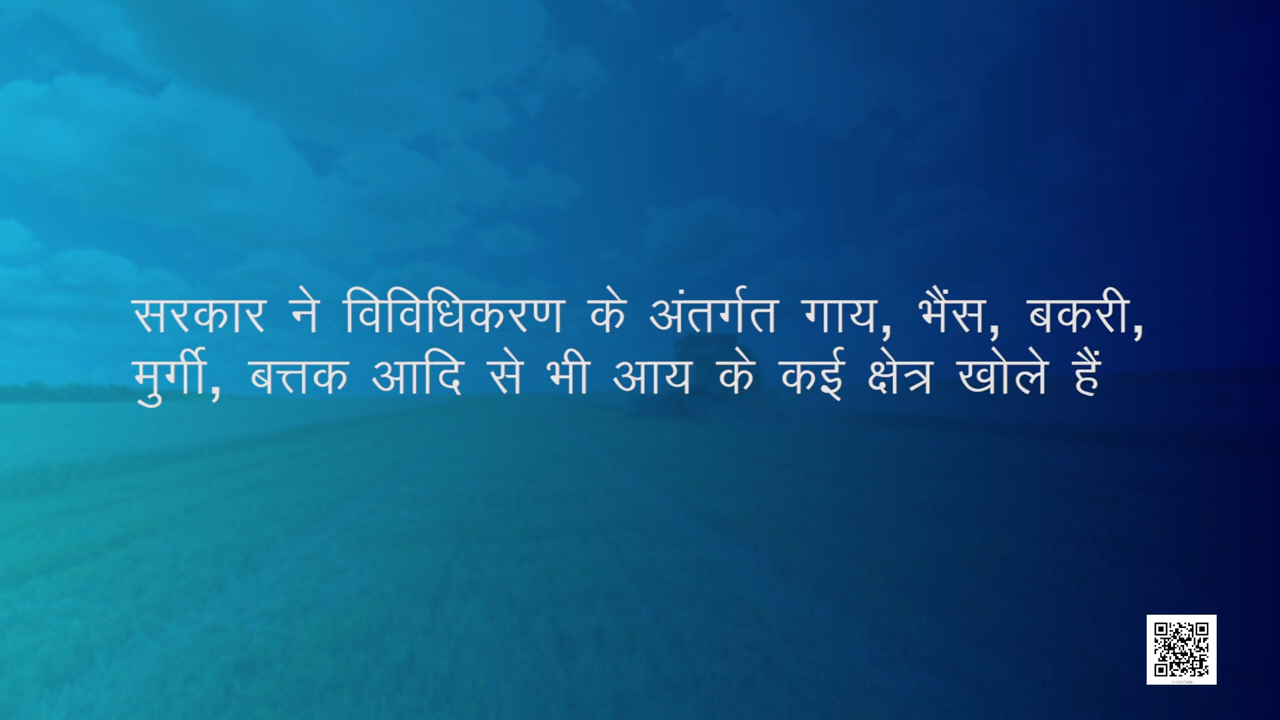 सरकार ने विविधिकरण के अंतर्गत गाय, भैंस, बकरी,
मुर्गी, बत्तक आदि से भी आय के कई क्षेत्र खोले हैं